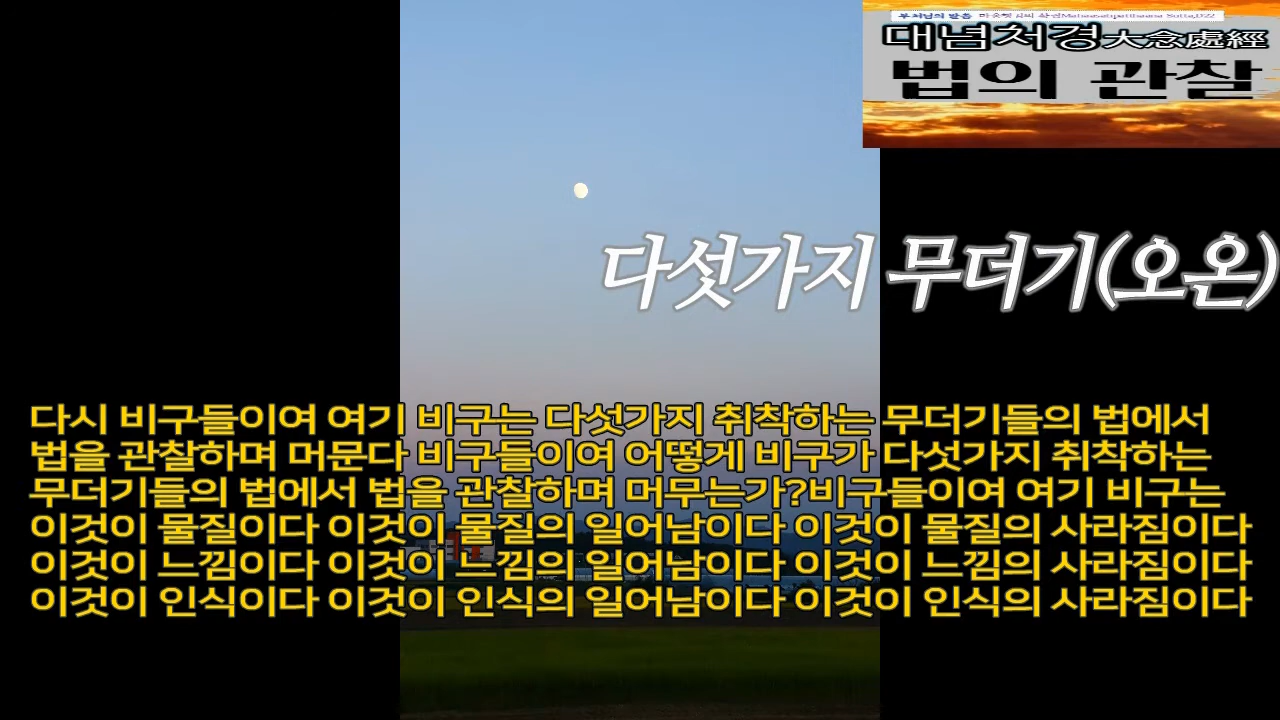 부처님의 말씀
대념처경大念處經
법의 관찰
다섯가지 무더기(오온)
다시 비구들이여 여기 비구는 다섯가지 취착하는 무더기들의 법에서
법을 관찰하며 머문다 비구들이여 어떻게 비구가 다섯가지 취착하는
무더기들의 법에서 법을 관찰하며 머무는가?비구들이여 여기 비구는
이것이 물질이다 이것이 물질의 일어남이다 이것이 물질의 사라짐이다
이것이 느낌이다 이것이 느낌의 일어남이다 이것이 느낌의 사라짐이다
이것이 인식이다 이것이 인식의 일어남이다 이것이 인식의 사라짐이다